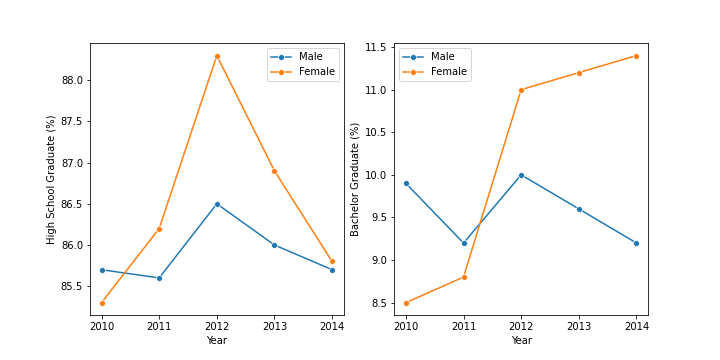 Male
Female
High School Graduate (%)
88.0
87.5
87.0
86.5
86.0
85.5
2010 2011 2012 2013 2014
Year
Male
Female
Bachelor Graduate (%)
11.5
11.0
10.5
10.0
9.5
9.0
8.5
2010 2011 2012 2013 2014
Year